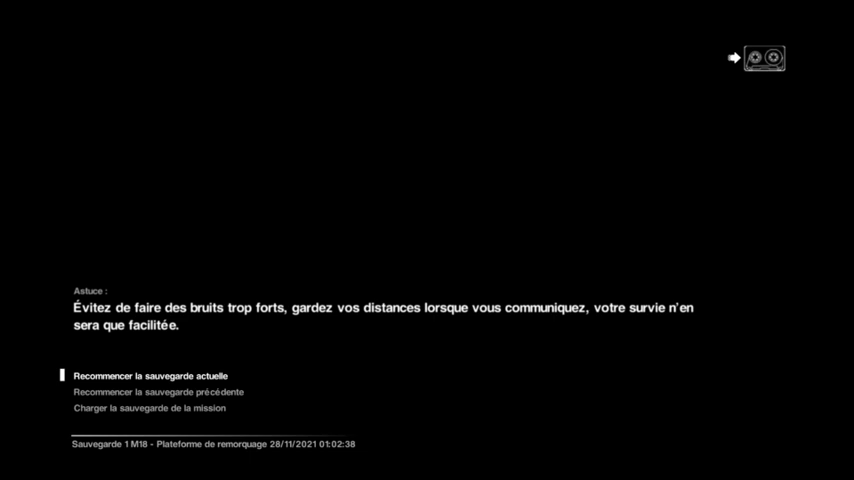 Astuce :
Évitez de faire des bruits trop forts, gardez vos distances lorsque vous communiquez, votre survie n'en
sera que facilitée.
Recommencer la sauvegarde actuelle
Recommencer la sauvegarde précédente
Charger la sauvegarde de la mission
Sauvegarde 1 M18 - Plateforme de remorquage 28/11/2021 01:02:38